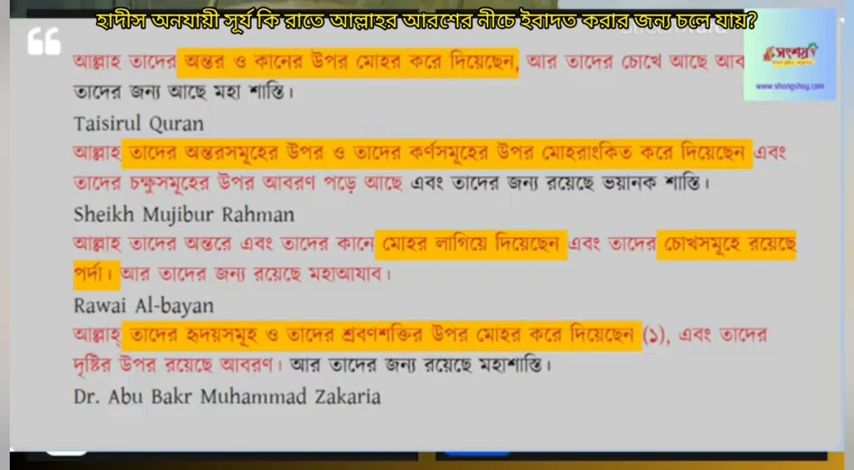 হাদীস অনযায়ী সূর্য কি রাতে আল্লাহর আরশের নীচে ইবাদত করার জন্য চলে যায়?
সংশয়
www.shongshoy.com
আল্লাহ তাদের অন্তর ও কানের উপর মোহর করে দিয়েছেন, আর তাদের চোখে আছে আব
তাদের জন্য আছে মহা শাস্তি।
Taisirul Quran
আল্লাহ তাদের অন্তরসমূহের উপর ও তাদের কর্ণসমূহের উপর মোহরাংকিত করে দিয়েছেন এবং
তাদের চক্ষুসমূহের উপর আবরণ পড়ে আছে এবং তাদের জন্য রয়েছে ভয়ানক শাস্তি।
Sheikh Mujibur Rahman
আল্লাহ তাদের অন্তরে এবং তাদের কানে মোহর লাগিয়ে দিয়েছেন এবং তাদের চোখসমূহে রয়েছে
পর্দা। আর তাদের জন্য রয়েছে মহাআযাব।
Rawai Al-bayan
আল্লাহ্ তাদের হৃদয়সমূহ ও তাদের শ্রবণশক্তির উপর মোহর করে দিয়েছেন (১), এবং তাদের
দৃষ্টির উপর রয়েছে আবরণ। আর তাদের জন্য রয়েছে মহাশাস্তি।
Dr. Abu Bakr Muhammad Zakaria